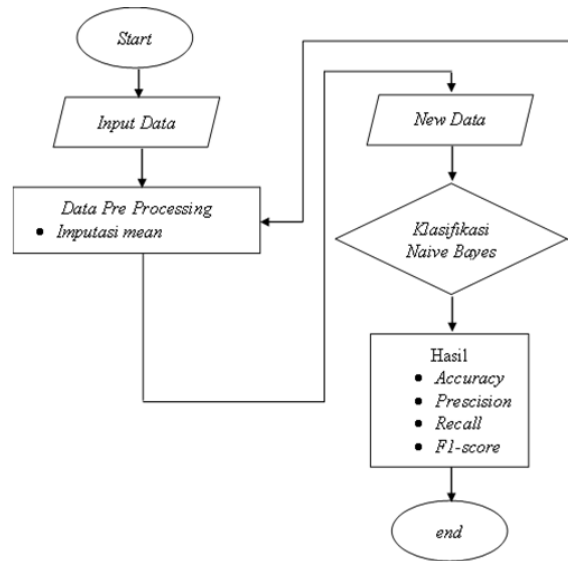 Start
Input Data
Data Pre Processing
• Imputasi mean
New Data
Klasifikasi
Naive Bayes
Hasil
• Accuracy
• Prescision
• Recall
• F1-score
end